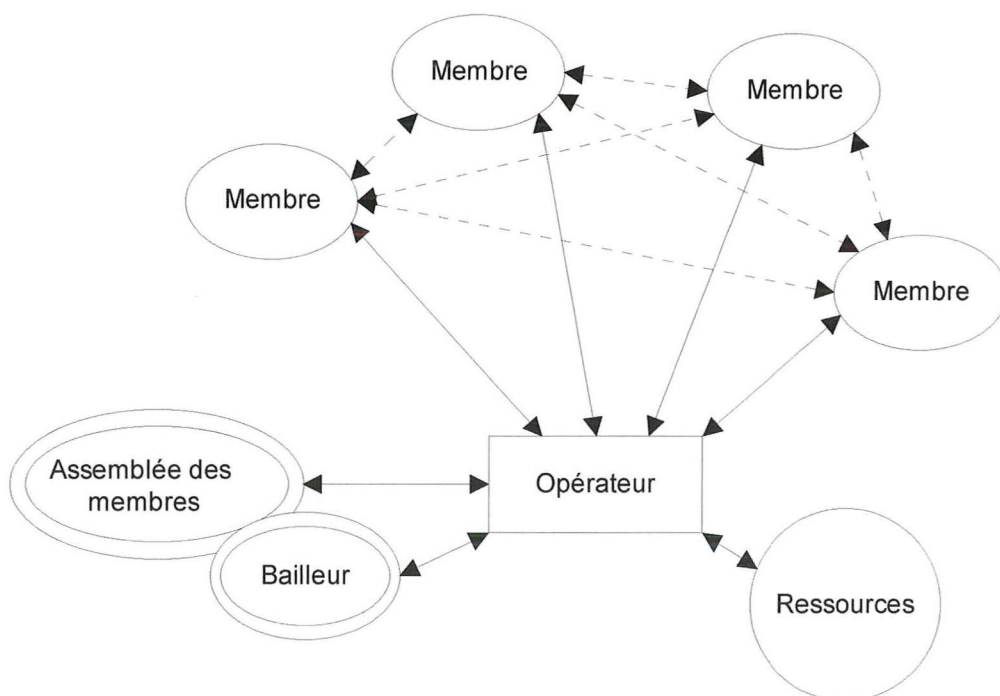 Membre
Membre
Membre
Membre
Assemblée des
membres
Opérateur
Bailleur
Ressources